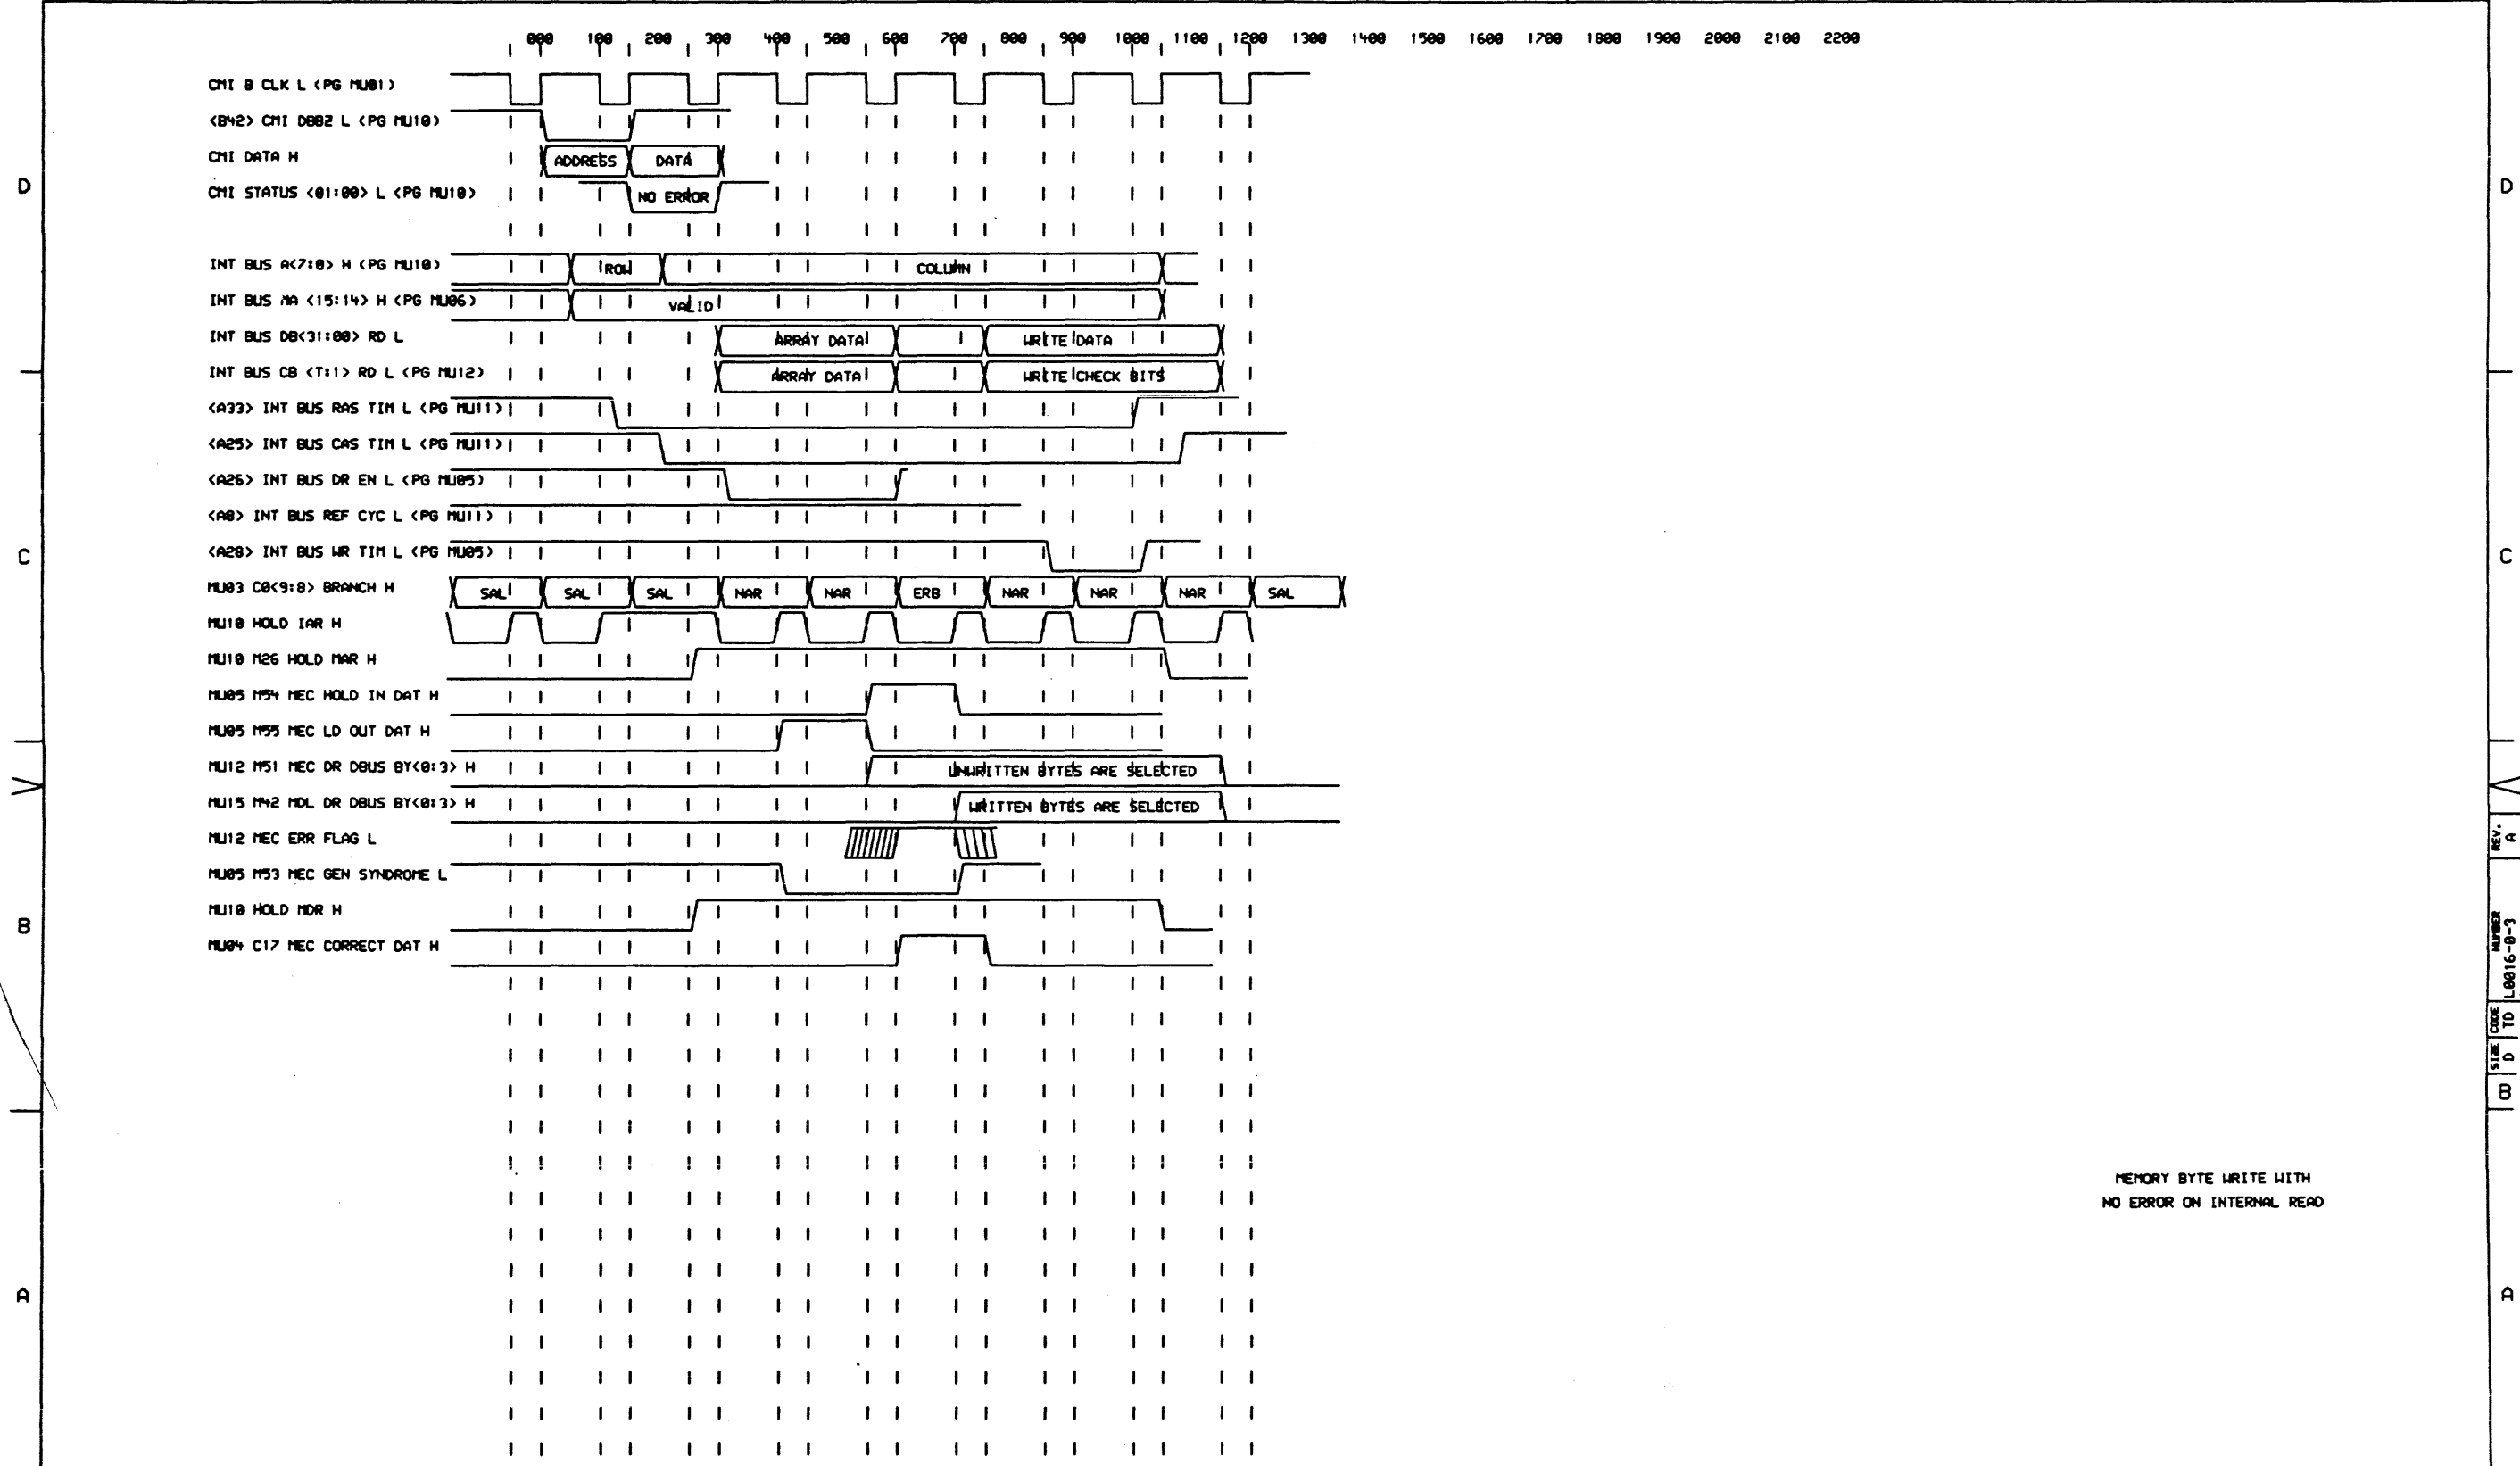 000 100 200 300 400 500 600 700 800 900 1000 1100 1200 1300 1400 1500 1600 1700 1800 1900 2000 2100 2200
CMI B CLK L <PG MU01>
<B42> CMI DBBZ L <PG MU10>
CMI DATA H
ADDRESS DATA
CMI STATUS <01:00> L <PG MU10>
NO ERROR
D D
INT BUS A<7:0> H <PG MU10>
ROW COLUMN
INT BUS MA <15:14> H <PG MU06>
VALID
INT BUS DB<31:00> RD L
ARRAY DATA WRITE DATA
INT BUS CB <T:1> RD L <PG MU12>
ARRAY DATA WRITE CHECK BITS
<A33> INT BUS RAS TIM L <PG MU11>
<A25> INT BUS CAS TIM L <PG MU11>
<A26> INT BUS DR EN L <PG MU05>
<A8> INT BUS REF CYC L <PG MU11>
<A28> INT BUS WR TIM L <PG MU05>
C C
MU03 C0<9:8> BRANCH H
SAL SAL SAL NAR NAR ERB NAR NAR NAR SAL
MU10 HOLD IAR H
MU10 M26 HOLD MAR H
MU05 M54 MEC HOLD IN DAT H
MU05 M55 MEC LD OUT DAT H
MU12 M51 MEC DR DBUS BY<0:3> H
UNWRITTEN BYTES ARE SELECTED
MU15 M42 MDL DR DBUS BY<0:3> H
WRITTEN BYTES ARE SELECTED
MU12 MEC ERR FLAG L
MU05 M53 MEC GEN SYNDROME L
MU10 HOLD MDR H
MU04 C17 MEC CORRECT DAT H
B
REV.
A
NUMBER
L0016-0-3
CODE
TD
SIZE
D
B
MEMORY BYTE WRITE WITH
NO ERROR ON INTERNAL READ
A A